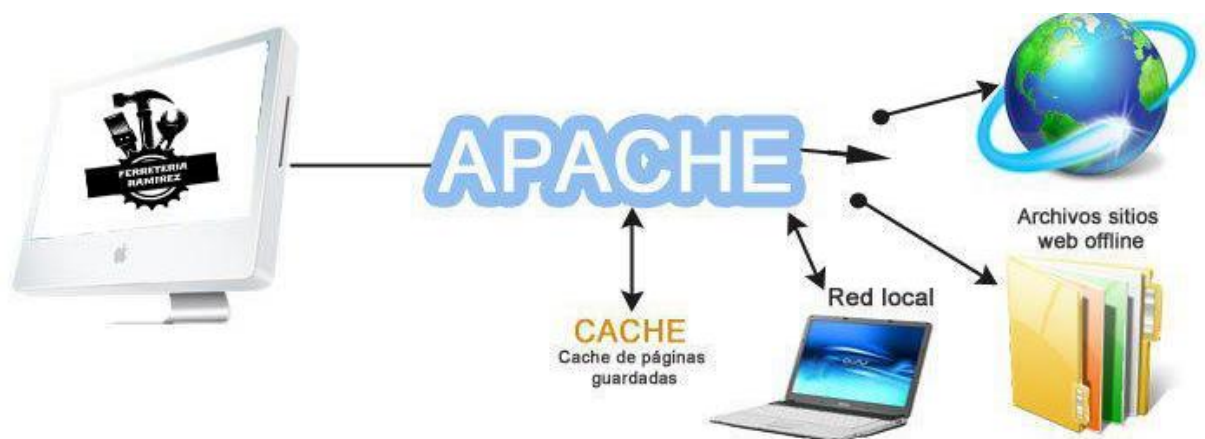 FERRETERIA
RAMIREZ
APACHE
CACHE
Cache de páginas
guardadas
Red local
Archivos sitios
web offline